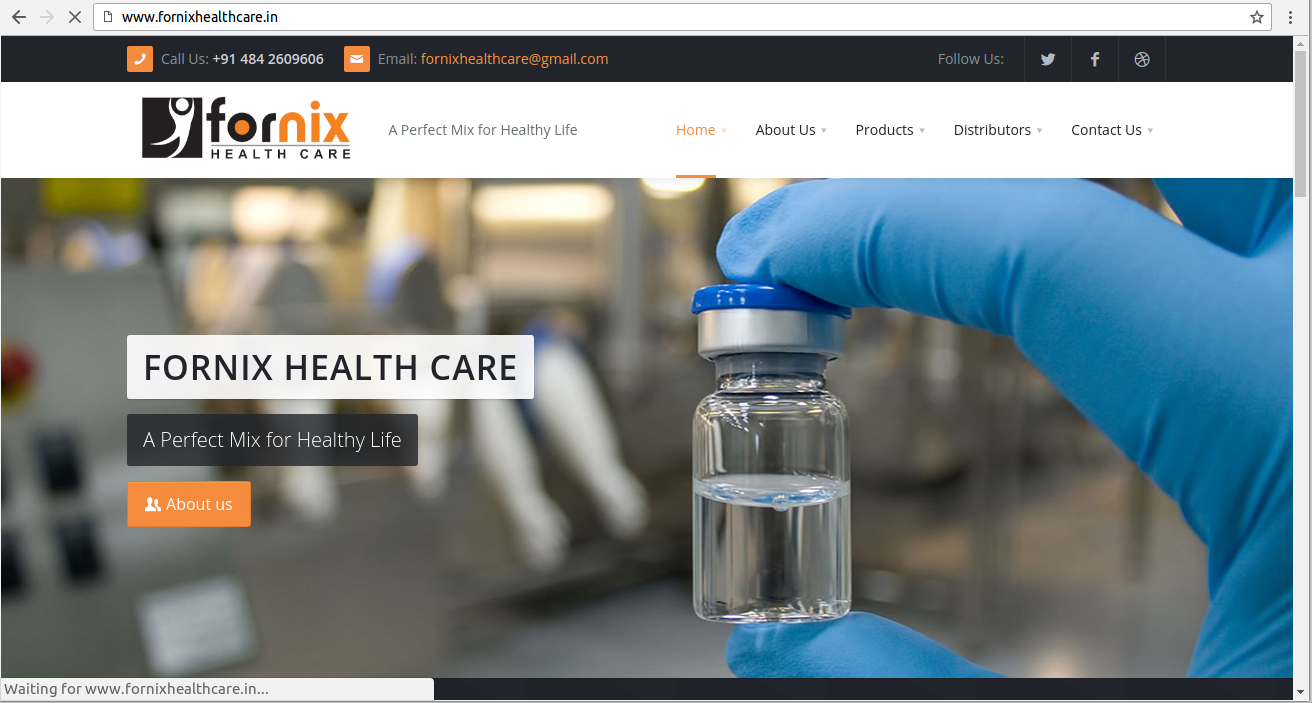 www.fornixhealthcare.in
Call Us: +91 484 2609606
Email: fornixhealthcare@gmail.com
Follow Us:
fornix
HEALTH CARE
A Perfect Mix for Healthy Life
Home
About Us
Products
Distributors
Contact Us
FORNIX HEALTH CARE
A Perfect Mix for Healthy Life
About us
Waiting for www.fornixhealthcare.in...